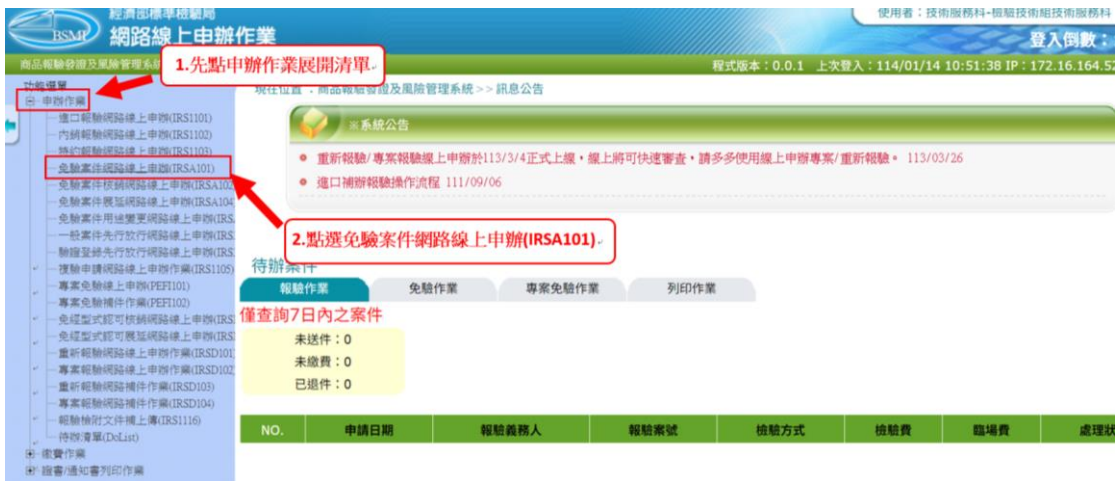 經濟部標準檢驗局
BSMI 網路線上申辦作業
使用者：技術服務科-檢驗技術組技術服務科
登入倒數：
商品報驗發證及風險管理系統
程式版本：0.0.1 上次登入：114/01/14 10:51:38 IP：172.16.164.52
1.先點申辦作業展開清單
功能選單
申辦作業
進口報驗網路線上申辦(IRS1101)
內銷報驗網路線上申辦(IRS1102)
特約報驗網路線上申辦(IRS1103)
免驗案件網路線上申辦(IRSA101)
免驗案件核銷網路線上申辦(IRSA102
免驗案件展延網路線上申辦(IRSA104
免驗案件用途變更網路線上申辦(IRS
一般案件先行放行網路線上申辦(IRS
驗證登錄先行放行網路線上申辦(IRS
複驗申請網路線上申辦作業(IRS1105)
專案免驗線上申辦(PEFI101)
專案免驗補件作業(PEFI102)
免經型式認可核銷網路線上申辦(IRS
免經型式認可展延網路線上申辦(IRS
重新報驗網路線上申辦作業(IRSD101
專案報驗網路線上申辦作業(IRSD102
重新報驗網路補件作業(IRSD103)
專案報驗網路補件作業(IRSD104)
報驗檢附文件補上傳(IRS1116)
待辦清單(DoList)
繳費作業
證書/通知書列印作業
現在位置：商品報驗發證及風險管理系統>>訊息公告
※系統公告
重新報驗/專案報驗線上申辦於113/3/4正式上線，線上將可快速審查，請多多使用線上申辦專案/重新報驗。 113/03/26
進口補辦報驗操作流程 111/09/06
2.點選免驗案件網路線上申辦(IRSA101)
待辦案件
報驗作業 免驗作業 專案免驗作業 列印作業
僅查詢7日內之案件
未送件：0
未繳費：0
已退件：0
NO. 申請日期 報驗義務人 報驗案號 檢驗方式 檢驗費 臨場費 處理狀